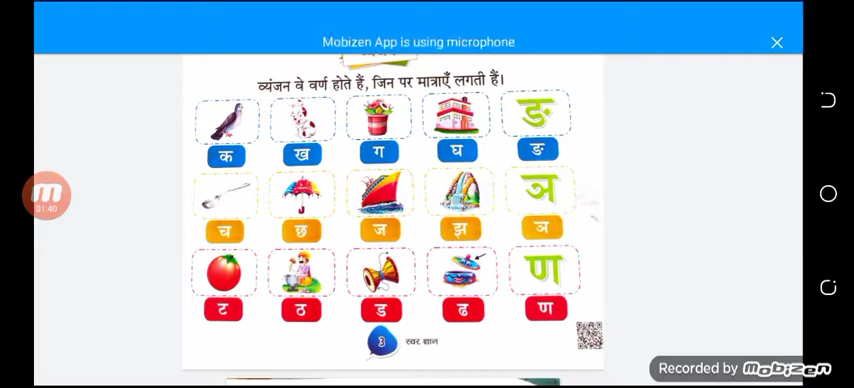 Mobizen App is using microphone
व्यंजन वे वर्ण होते हैं, जिन पर मात्राएँ लगती हैं।
ङ
क ख ग घ ङ
ञ
च छ ज झ ञ
ण
ट ठ ड ढ ण
3 स्वर ज्ञान
01:40
Recorded by mobizen